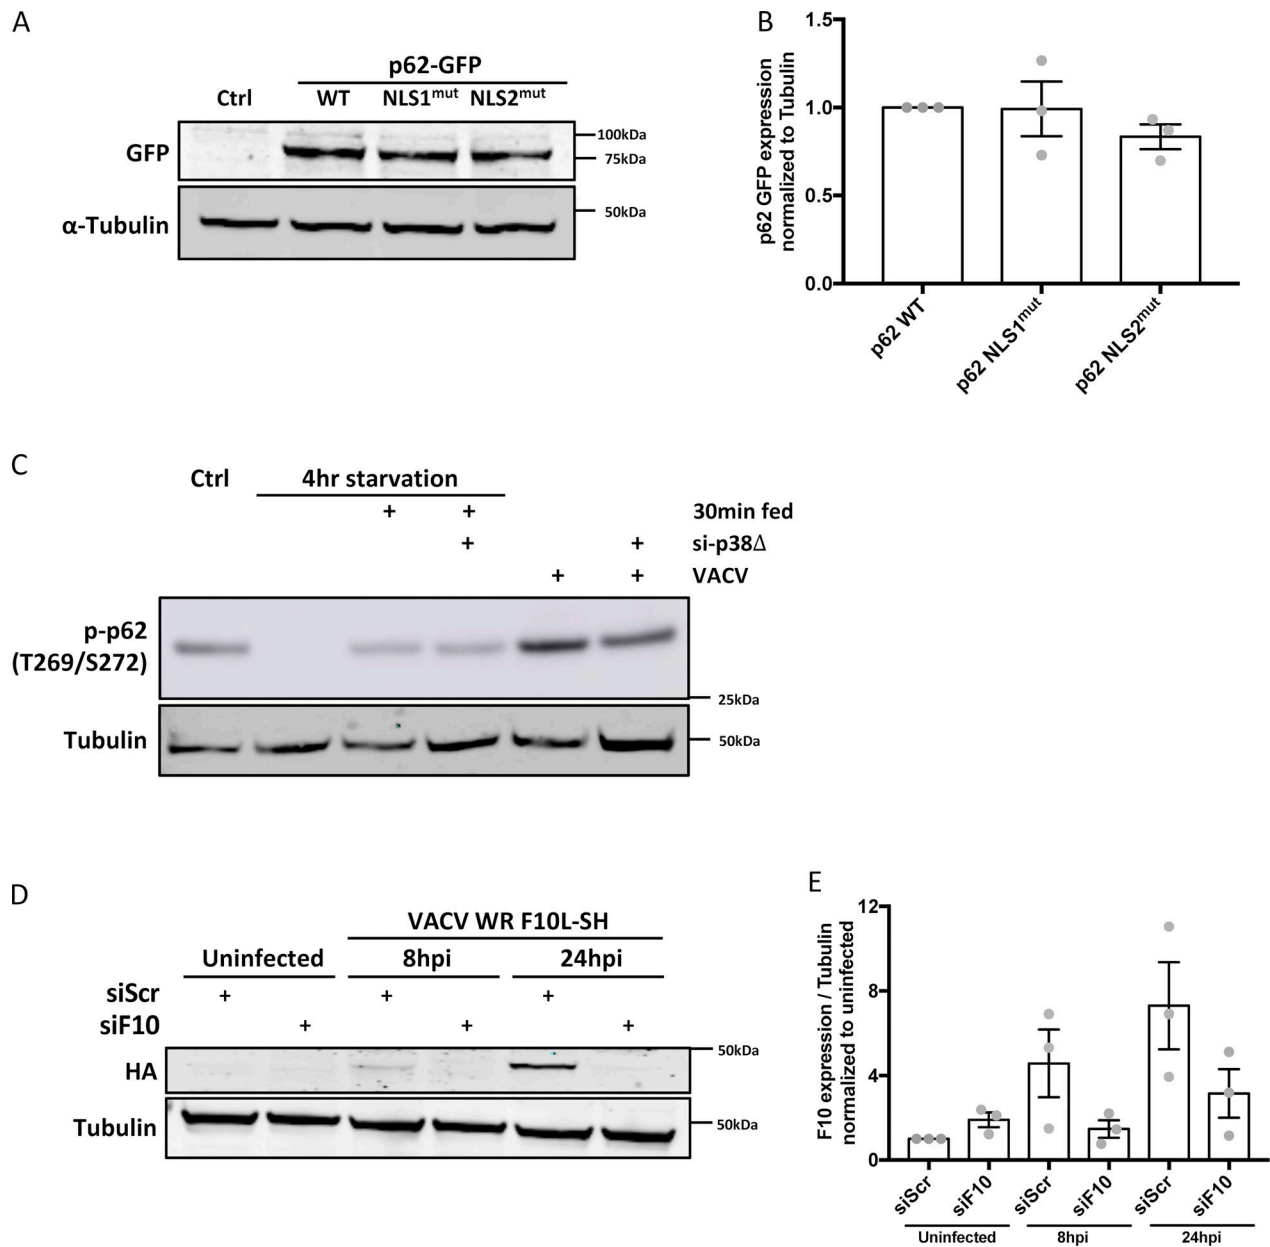 A
p62-GFP
Ctrl WT NLS1mut NLS2mut
GFP
100kDa
75kDa
α-Tubulin
50kDa
B
p62 GFP expression
normalized to Tubulin
1.5
1.0
0.5
0.0
p62 WT
p62 NLS1mut
p62 NLS2mut
C
Ctrl 4hr starvation
+ + 30min fed
+ + si-p38Δ
+ + VACV
p-p62
(T269/S272)
25kDa
Tubulin
50kDa
D
VACV WR F10L-SH
Uninfected 8hpi 24hpi
siScr + + +
siF10 + + +
50kDa
HA
Tubulin
50kDa
E
F10 expression / Tubulin
normalized to uninfected
12
8
4
0
siScr siF10 siScr siF10 siScr siF10
Uninfected 8hpi 24hpi